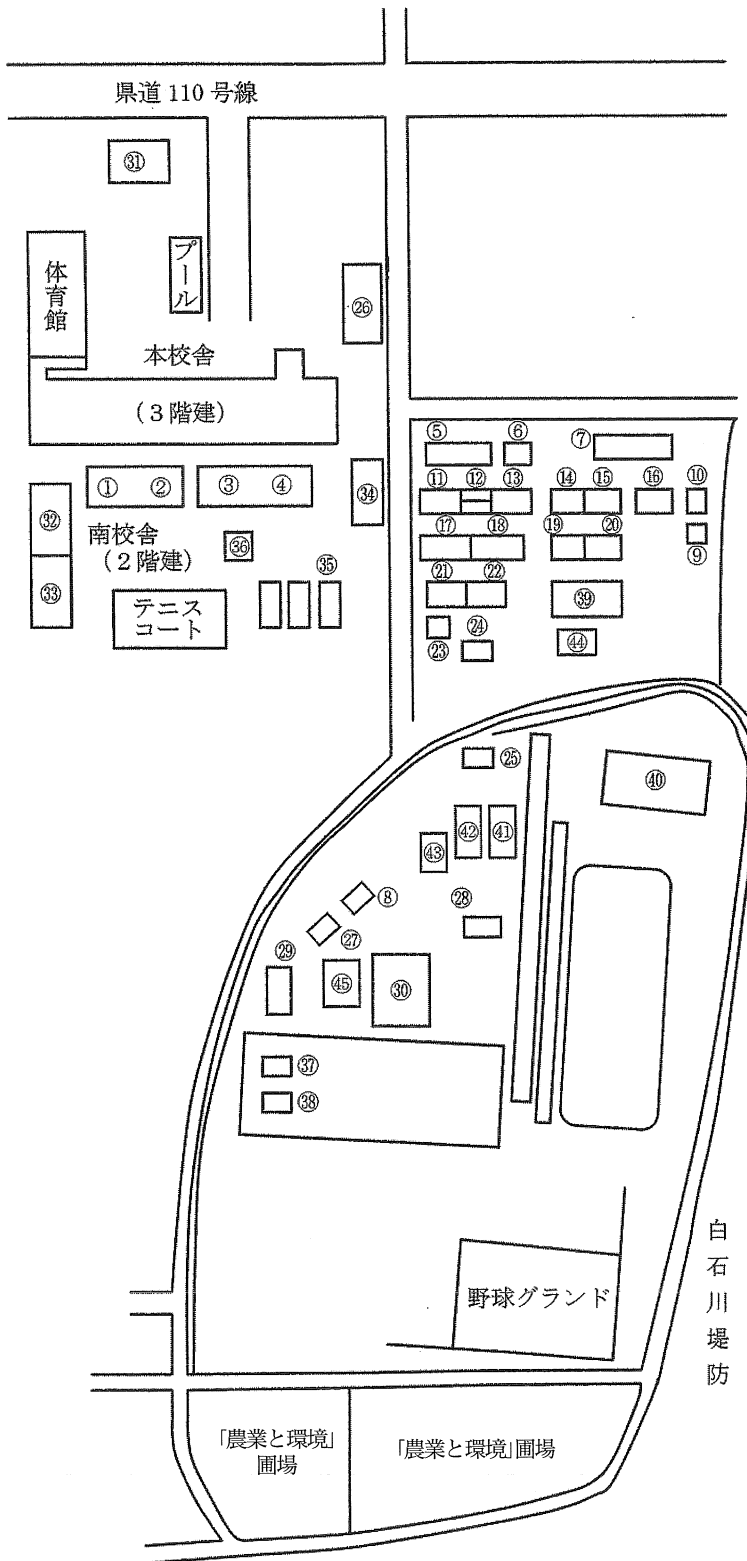 県道 110 号線
㉛
体育館
プール
㉖
本校舎
(3階建)
⑤ ⑥ ⑦
① ② ③ ④
㉞
⑪ ⑫ ⑬ ⑭ ⑮ ⑯ ⑩
㉜
南校舎
(2階建)
㊱
⑰ ⑱ ⑲ ⑳ ⑨
㉝
㉟
㉑ ㉒
㊴
テニス
コート
㉓ ㉔ ㊹
㉕
㊵
㊸ ㊷ ㊶
⑧ ㉘
㉗
㉙ ㊺ ㉚
㊲
㊳
白石川堤防
野球グランド
「農業と環境」
圃場
「農業と環境」圃場